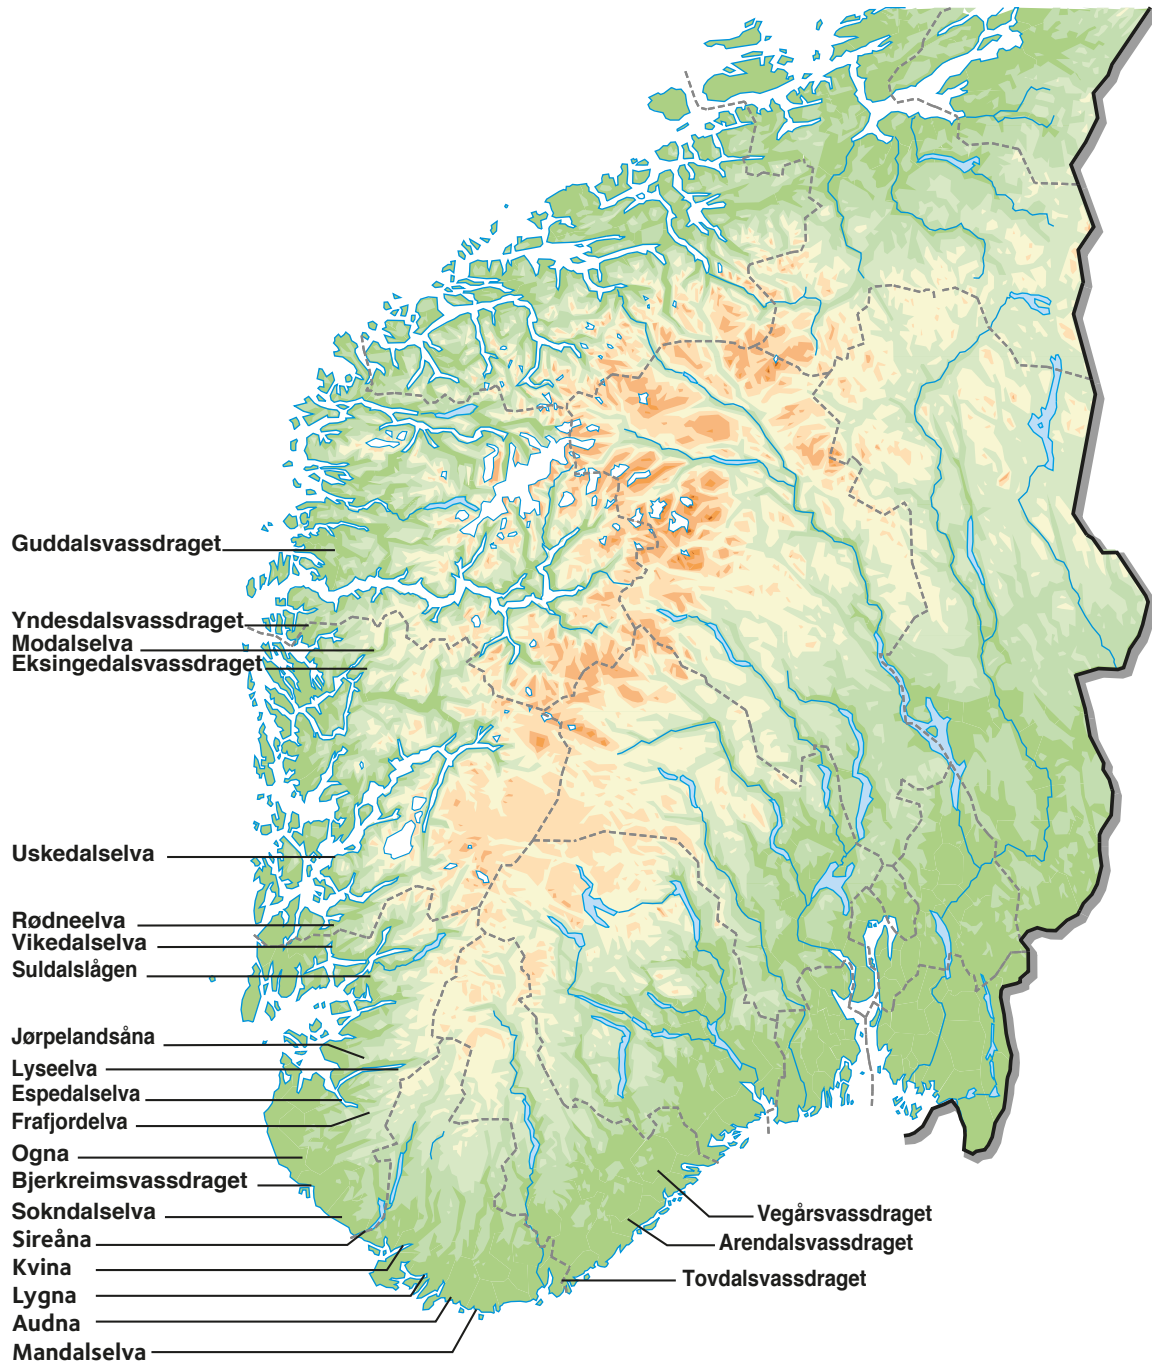 Guddalsvassdraget
Yndesdalsvassdraget
Modalselva
Eksingedalsvassdraget
Uskedalselva
Rødneelva
Vikedalselva
Suldalslågen
Jørpelandsåna
Lyseelva
Espedalselva
Frafjordelva
Ogna
Bjerkreimsvassdraget
Sokndalselva
Sireåna
Kvina
Lygna
Audna
Mandalselva
Vegårsvassdraget
Arendalsvassdraget
Tovdalsvassdraget